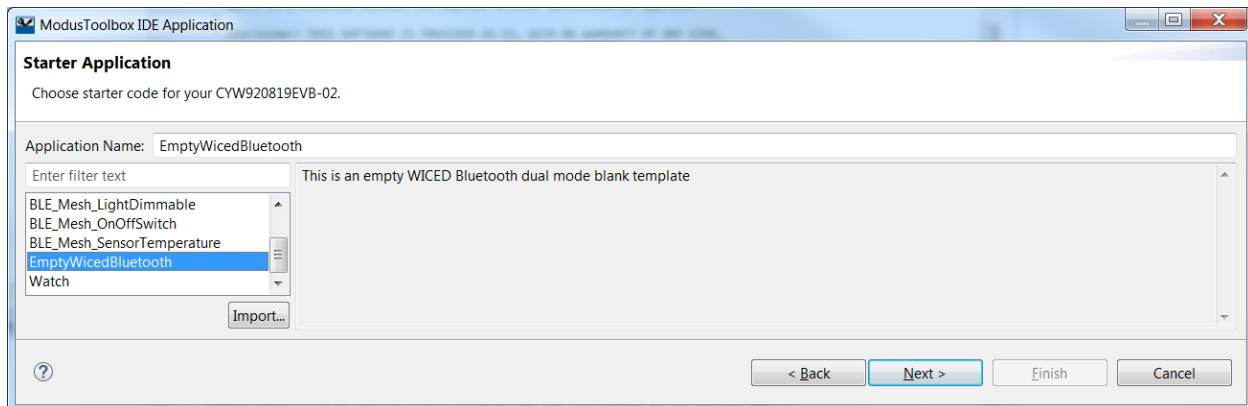 ModusToolbox IDE Application
Starter Application
Choose starter code for your CYW920819EVB-02.
Application Name: EmptyWicedBluetooth
Enter filter text
This is an empty WICED Bluetooth dual mode blank template
BLE_Mesh_LightDimmable
BLE_Mesh_OnOffSwitch
BLE_Mesh_SensorTemperature
EmptyWicedBluetooth
Watch
Import...
< Back Next > Finish Cancel